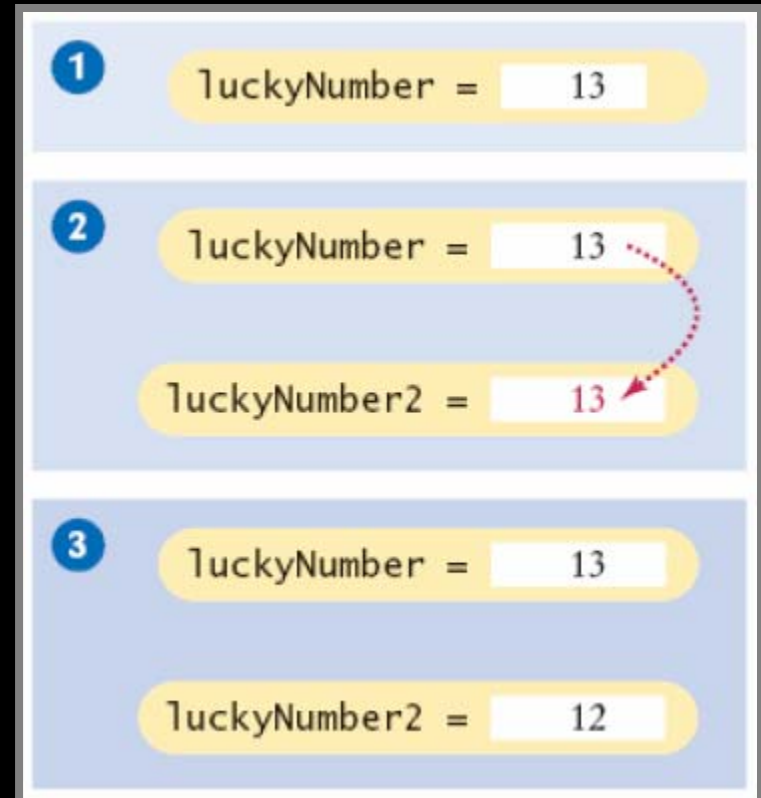 1
luckyNumber = 13
2
luckyNumber = 13
luckyNumber2 = 13
3
luckyNumber = 13
luckyNumber2 = 12